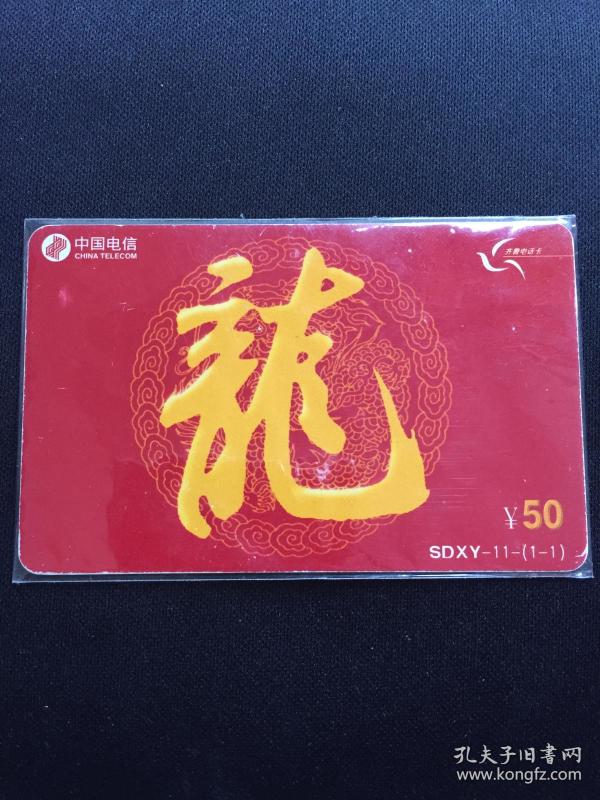 中国电信
CHINA TELECOM
齐鲁电话卡
龍
¥50
SDXY-11-(1-1)
孔夫子旧書网
www.kongfz.com